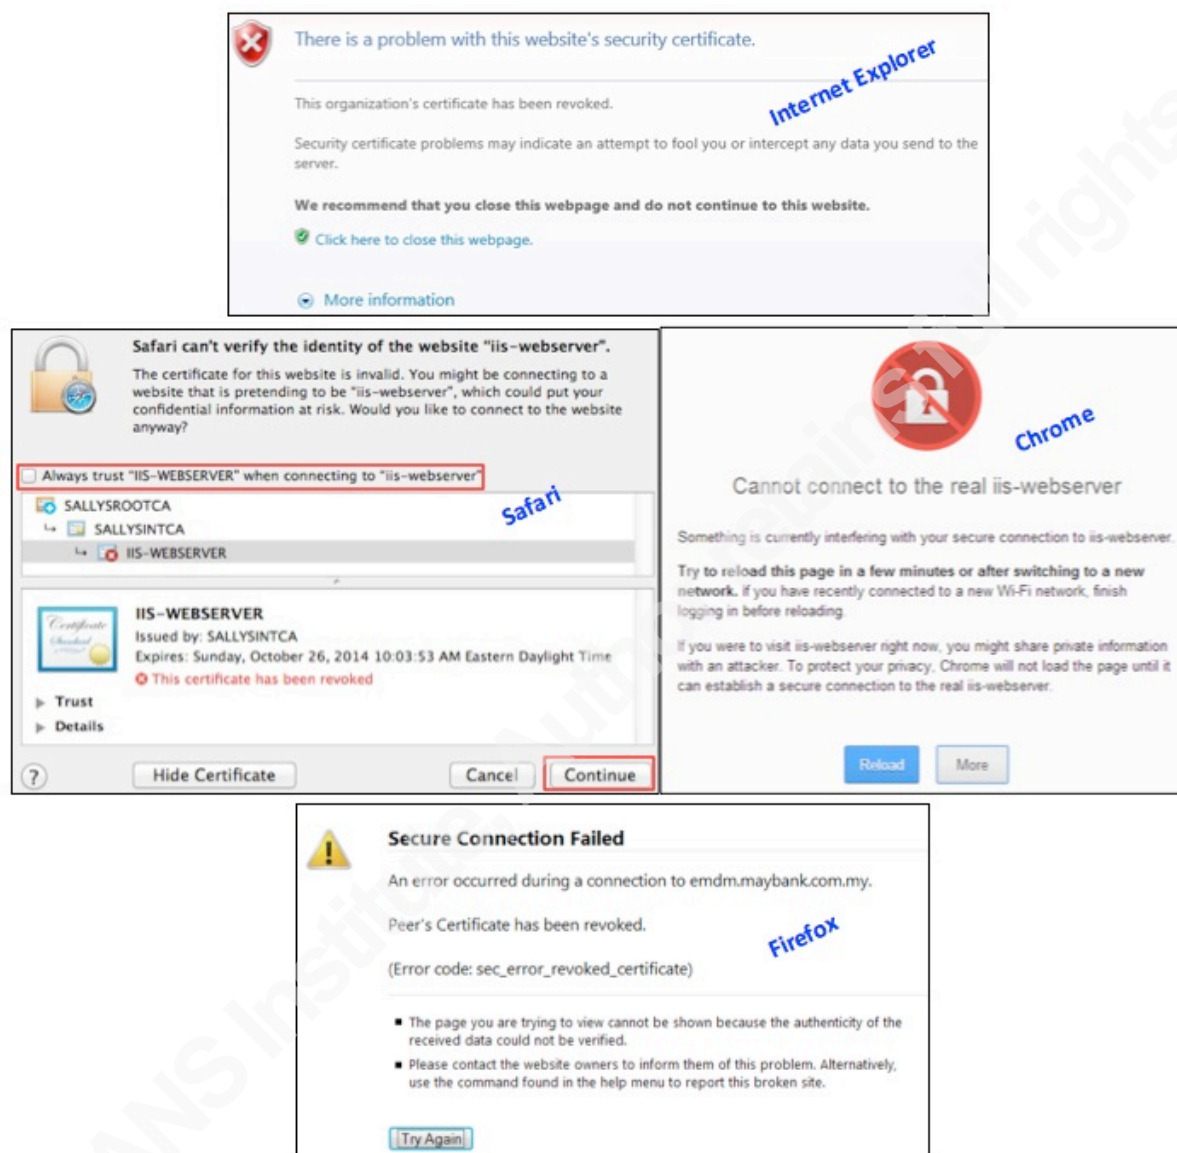 There is a problem with this website's security certificate.
Internet Explorer
This organization's certificate has been revoked.
Security certificate problems may indicate an attempt to fool you or intercept any data you send to the
server.
We recommend that you close this webpage and do not continue to this website.
Click here to close this webpage.
More information
Safari can't verify the identity of the website "iis-webserver".
The certificate for this website is invalid. You might be connecting to a
website that is pretending to be "iis-webserver", which could put your
confidential information at risk. Would you like to connect to the website
anyway?
Always trust "IIS-WEBSERVER" when connecting to "iis-webserver"
Safari
SALLYSROOTCA
SALLYSINTCA
IIS-WEBSERVER
Certificate
Standard
IIS-WEBSERVER
Issued by: SALLYSINTCA
Expires: Sunday, October 26, 2014 10:03:53 AM Eastern Daylight Time
This certificate has been revoked
Trust
Details
?
Hide Certificate
Cancel
Continue
Chrome
Cannot connect to the real iis-webserver
Something is currently interfering with your secure connection to iis-webserver.
Try to reload this page in a few minutes or after switching to a new
network. If you have recently connected to a new Wi-Fi network, finish
logging in before reloading.
If you were to visit iis-webserver right now, you might share private information
with an attacker. To protect your privacy, Chrome will not load the page until it
can establish a secure connection to the real iis-webserver.
Reload
More
Secure Connection Failed
An error occurred during a connection to emdm.maybank.com.my.
Peer's Certificate has been revoked.
Firefox
(Error code: sec_error_revoked_certificate)
The page you are trying to view cannot be shown because the authenticity of the
received data could not be verified.
Please contact the website owners to inform them of this problem. Alternatively,
use the command found in the help menu to report this broken site.
Try Again